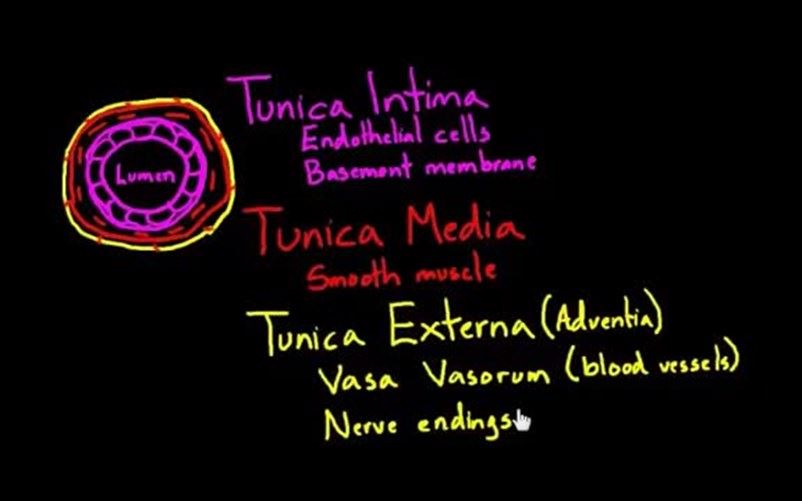 Lumen
Tunica Intima
Endothelial cells
Basement membrane
Tunica Media
Smooth muscle
Tunica Externa (Adventia)
Vasa Vasorum (blood vessels)
Nerve endings